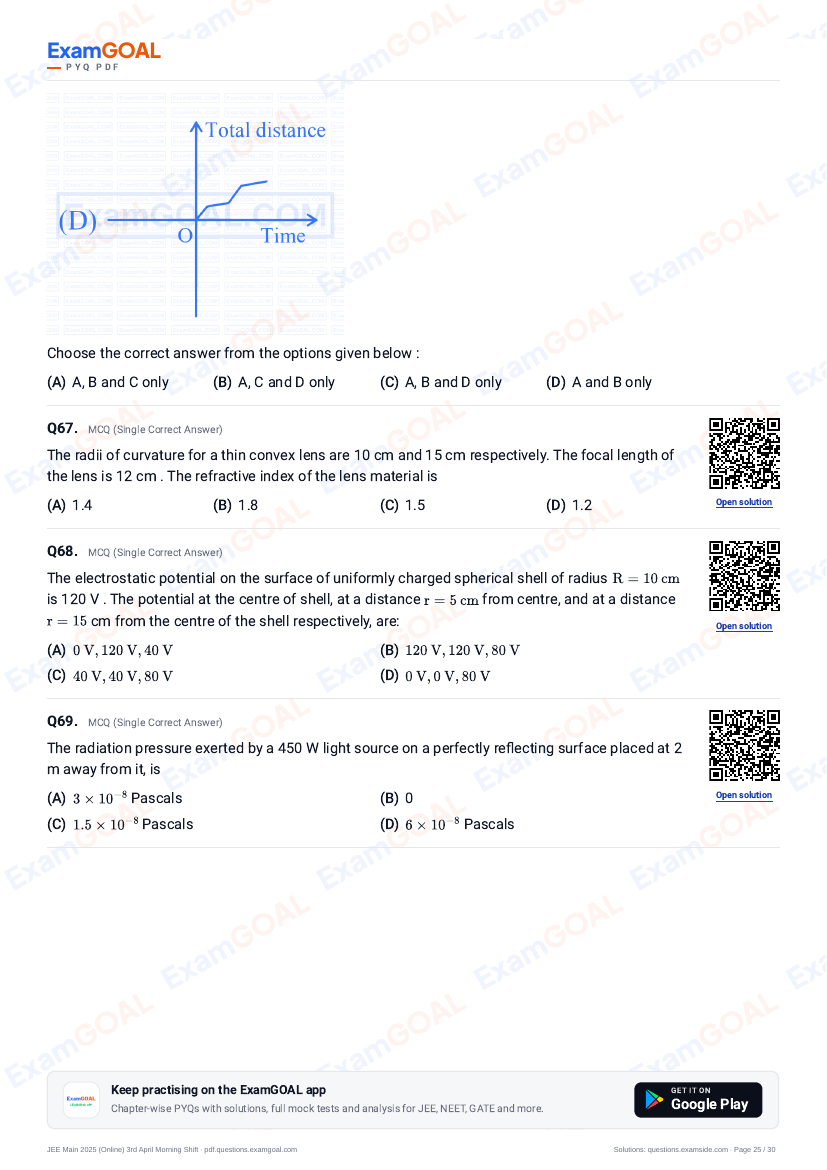 ExamGOAL
PYQ PDF
Total distance
(D)
ExamGOAL.COM
O
Time
Choose the correct answer from the options given below :
(A) A, B and C only (B) A, C and D only (C) A, B and D only (D) A and B only
Q67. MCQ (Single Correct Answer)
The radii of curvature for a thin convex lens are 10 cm and 15 cm respectively. The focal length of
the lens is 12 cm . The refractive index of the lens material is
Open solution
(A) 1.4 (B) 1.8 (C) 1.5 (D) 1.2
Q68. MCQ (Single Correct Answer)
The electrostatic potential on the surface of uniformly charged spherical shell of radius R = 10 cm
is 120 V . The potential at the centre of shell, at a distance r = 5 cm from centre, and at a distance
r = 15 cm from the centre of the shell respectively, are:
Open solution
(A) 0 V, 120 V, 40 V (B) 120 V, 120 V, 80 V
(C) 40 V, 40 V, 80 V (D) 0 V, 0 V, 80 V
Q69. MCQ (Single Correct Answer)
The radiation pressure exerted by a 450 W light source on a perfectly reflecting surface placed at 2
m away from it, is
Open solution
(A) 3 × 10⁻⁸ Pascals (B) 0
(C) 1.5 × 10⁻⁸ Pascals (D) 6 × 10⁻⁸ Pascals
ExamGOAL
Keep practising on the ExamGOAL app
Chapter-wise PYQs with solutions, full mock tests and analysis for JEE, NEET, GATE and more.
GET IT ON
Google Play
JEE Main 2025 (Online) 3rd April Morning Shift · pdf.questions.examgoal.com
Solutions: questions.examside.com · Page 25 / 30